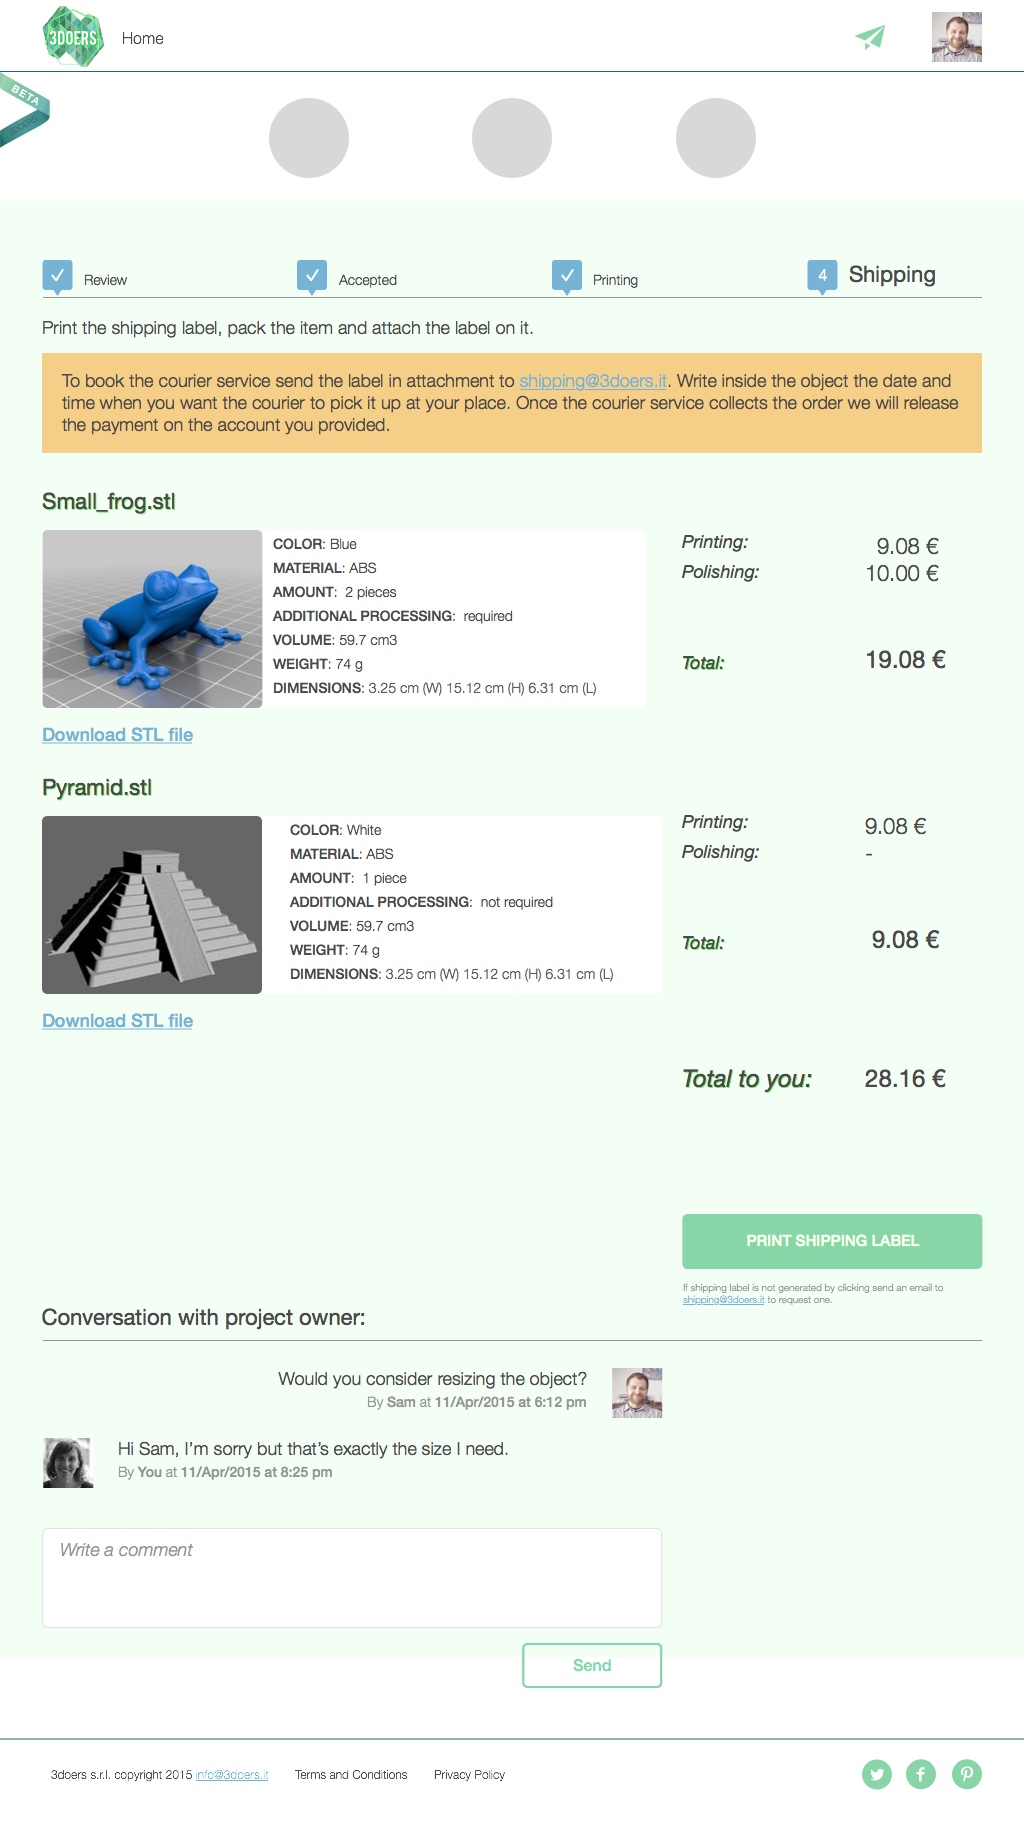 3DOERS
Home
BETA
3DOERS
Review
Accepted
Printing
4
Shipping
Print the shipping label, pack the item and attach the label on it.
To book the courier service send the label in attachment to shipping@3doers.it. Write inside the object the date and
time when you want the courier to pick it up at your place. Once the courier service collects the order we will release
the payment on the account you provided.
Small_frog.stl
COLOR: Blue
MATERIAL: ABS
AMOUNT:  2 pieces
ADDITIONAL PROCESSING:  required
VOLUME: 59.7 cm3
WEIGHT: 74 g
DIMENSIONS: 3.25 cm (W) 15.12 cm (H) 6.31 cm (L)
Printing: 9.08 €
Polishing: 10.00 €
Total: 19.08 €
Download STL file
Pyramid.stl
COLOR: White
MATERIAL: ABS
AMOUNT:  1 piece
ADDITIONAL PROCESSING:  not required
VOLUME: 59.7 cm3
WEIGHT: 74 g
DIMENSIONS: 3.25 cm (W) 15.12 cm (H) 6.31 cm (L)
Printing: 9.08 €
Polishing: -
Total: 9.08 €
Download STL file
Total to you: 28.16 €
PRINT SHIPPING LABEL
If shipping label is not generated by clicking send an email to
shipping@3doers.it to request one.
Conversation with project owner:
Would you consider resizing the object?
By Sam at 11/Apr/2015 at 6:12 pm
Hi Sam, I'm sorry but that's exactly the size I need.
By You at 11/Apr/2015 at 8:25 pm
Write a comment
Send
3doers s.r.l. copyright 2015 info@3doers.it
Terms and Conditions
Privacy Policy